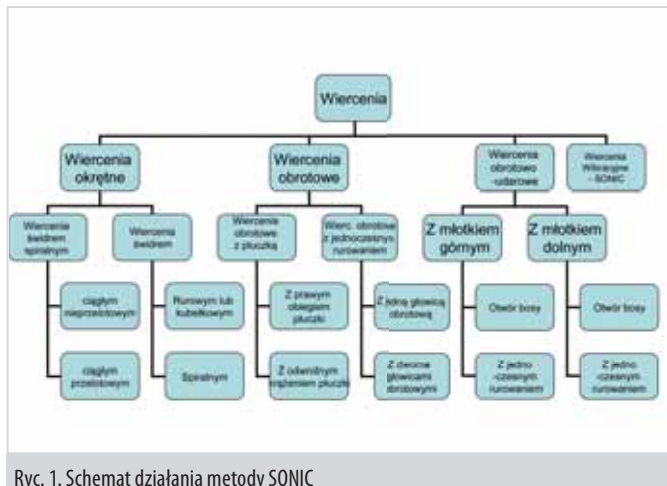 Wiercenia
Wiercenia
okrętne
Wiercenia
obrotowe
Wiercenia
obrotowo
-udarowe
Wiercenia
Wibracyjne
- SONIC
Wiercenia
świdrem
spiralnym
Wiercenia
świdrem
Wiercenia
obrotowe
z płuczką
Wierc. obrotowe
z jednoczesnym
rurowaniem
Z młotkiem
górnym
Z młotkiem
dolnym
ciągłym
nieprzelotowym
Rurowym lub
kubełkowym
Z prawym
obiegiem
płuczki
Z jedną głowicą
obrotową
Otwór bosy
Otwór bosy
ciągłym
przelotowym
Spiralnym
Z odwrotnym
krążeniem płuczki
Z dwoma
głowicami
obrotowymi
Z jedno
-czesnym
rurowaniem
Z jedno
-czesnym
rurowaniem
Ryc. 1. Schemat działania metody SONIC